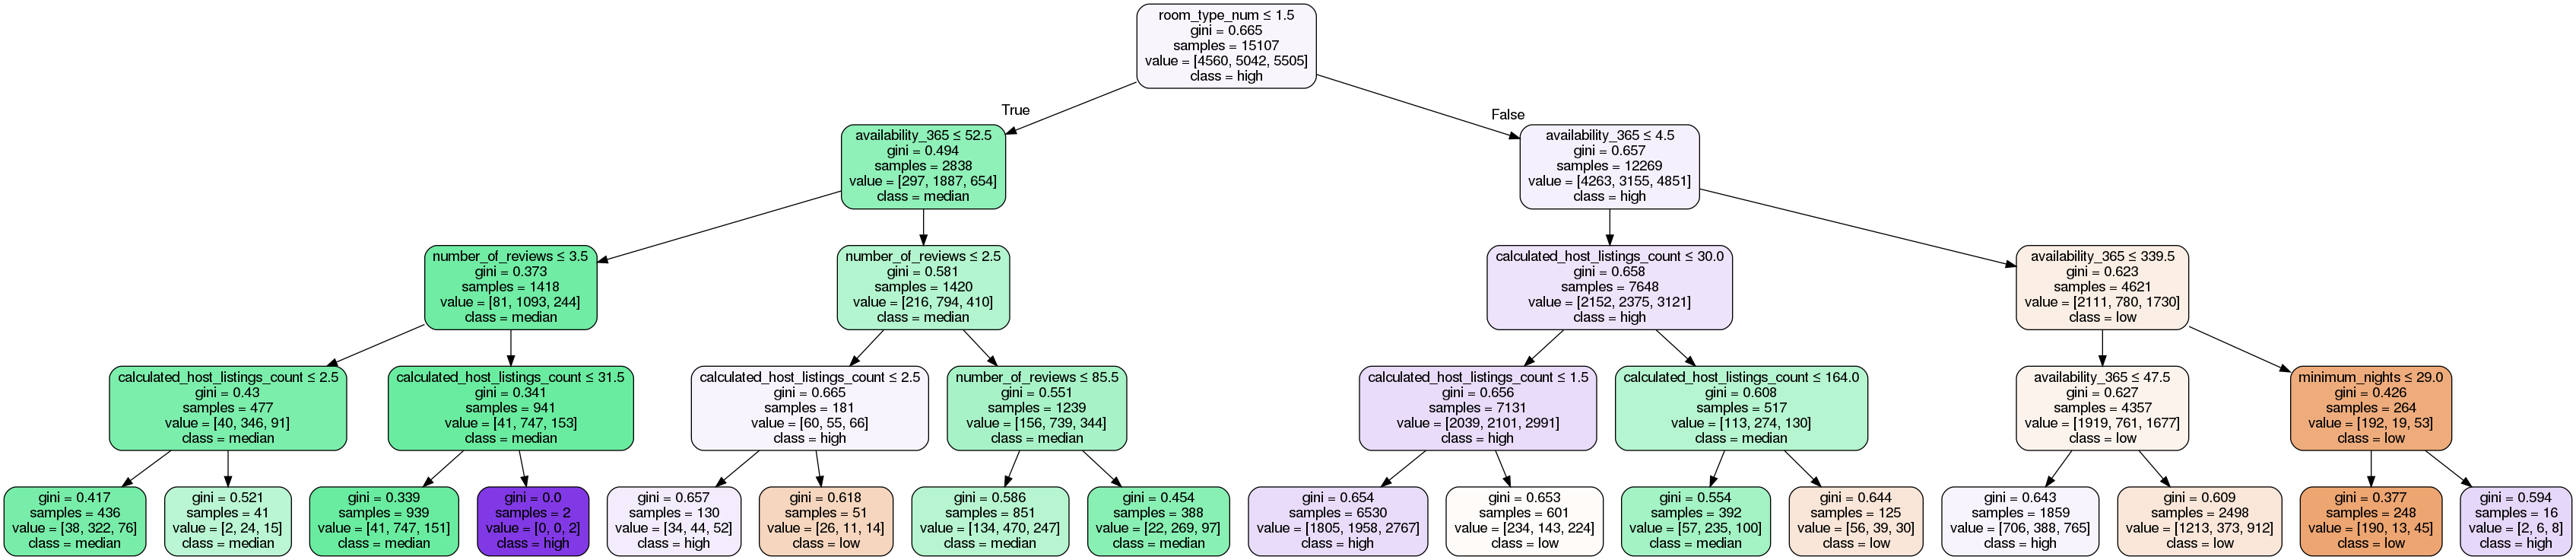 room_type_num ≤ 1.5
gini = 0.665
samples = 15107
value = [4560, 5042, 5505]
class = high
True
False
availability_365 ≤ 52.5
gini = 0.494
samples = 2838
value = [297, 1887, 654]
class = median
availability_365 ≤ 4.5
gini = 0.657
samples = 12269
value = [4263, 3155, 4851]
class = high
number_of_reviews ≤ 3.5
gini = 0.373
samples = 1418
value = [81, 1093, 244]
class = median
number_of_reviews ≤ 2.5
gini = 0.581
samples = 1420
value = [216, 794, 410]
class = median
calculated_host_listings_count ≤ 30.0
gini = 0.658
samples = 7648
value = [2152, 2375, 3121]
class = high
availability_365 ≤ 339.5
gini = 0.623
samples = 4621
value = [2111, 780, 1730]
class = low
calculated_host_listings_count ≤ 2.5
gini = 0.43
samples = 477
value = [40, 346, 91]
class = median
calculated_host_listings_count ≤ 31.5
gini = 0.341
samples = 941
value = [41, 747, 153]
class = median
calculated_host_listings_count ≤ 2.5
gini = 0.665
samples = 181
value = [60, 55, 66]
class = high
number_of_reviews ≤ 85.5
gini = 0.551
samples = 1239
value = [156, 739, 344]
class = median
calculated_host_listings_count ≤ 1.5
gini = 0.656
samples = 7131
value = [2039, 2101, 2991]
class = high
calculated_host_listings_count ≤ 164.0
gini = 0.608
samples = 517
value = [113, 274, 130]
class = median
availability_365 ≤ 47.5
gini = 0.627
samples = 4357
value = [1919, 761, 1677]
class = low
minimum_nights ≤ 29.0
gini = 0.426
samples = 264
value = [192, 19, 53]
class = low
gini = 0.417
samples = 436
value = [38, 322, 76]
class = median
gini = 0.521
samples = 41
value = [2, 24, 15]
class = median
gini = 0.339
samples = 939
value = [41, 747, 151]
class = median
gini = 0.0
samples = 2
value = [0, 0, 2]
class = high
gini = 0.657
samples = 130
value = [34, 44, 52]
class = high
gini = 0.618
samples = 51
value = [26, 11, 14]
class = low
gini = 0.586
samples = 851
value = [134, 470, 247]
class = median
gini = 0.454
samples = 388
value = [22, 269, 97]
class = median
gini = 0.654
samples = 6530
value = [1805, 1958, 2767]
class = high
gini = 0.653
samples = 601
value = [234, 143, 224]
class = low
gini = 0.554
samples = 392
value = [57, 235, 100]
class = median
gini = 0.644
samples = 125
value = [56, 39, 30]
class = low
gini = 0.643
samples = 1859
value = [706, 388, 765]
class = high
gini = 0.609
samples = 2498
value = [1213, 373, 912]
class = low
gini = 0.377
samples = 248
value = [190, 13, 45]
class = low
gini = 0.594
samples = 16
value = [2, 6, 8]
class = high